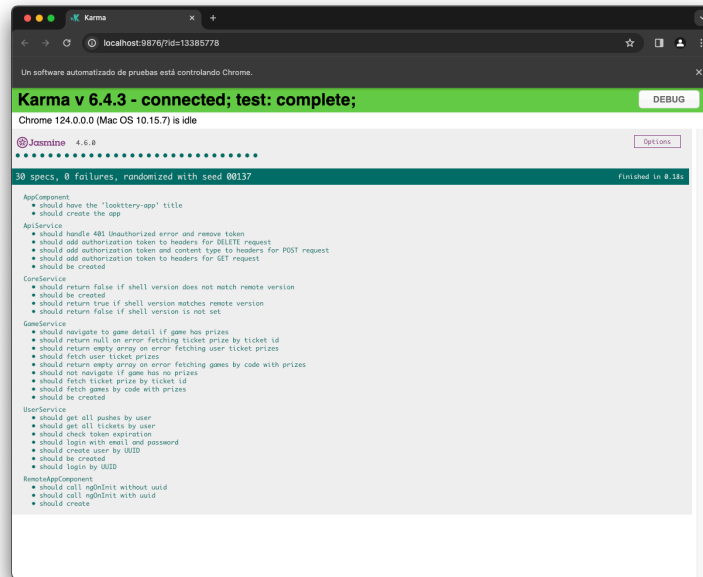 Karma
localhost:9876/?id=13385778
Un software automatizado de pruebas está controlando Chrome.
Karma v 6.4.3 - connected; test: complete;
DEBUG
Chrome 124.0.0.0 (Mac OS 10.15.7) is idle
Jasmine 4.6.0
Options
30 specs, 0 failures, randomized with seed 00137
finished in 0.18s
AppComponent
should have the 'lookttery-app' title
should create the app
ApiService
should handle 401 Unauthorized error and remove token
should add authorization token to headers for DELETE request
should add authorization token and content type to headers for POST request
should add authorization token to headers for GET request
should be created
CoreService
should return false if shell version does not match remote version
should be created
should return true if shell version matches remote version
should return false if shell version is not set
GameService
should navigate to game detail if game has prizes
should return null on error fetching ticket prize by ticket id
should return empty array on error fetching user ticket prizes
should fetch user ticket prizes
should return empty array on error fetching games by code with prizes
should not navigate if game has no prizes
should fetch ticket prize by ticket id
should fetch games by code with prizes
should be created
UserService
should get all pushes by user
should get all tickets by user
should check token expiration
should login with email and password
should create user by UUID
should be created
should login by UUID
RemoteAppComponent
should call ngOnInit without uuid
should call ngOnInit with uuid
should create